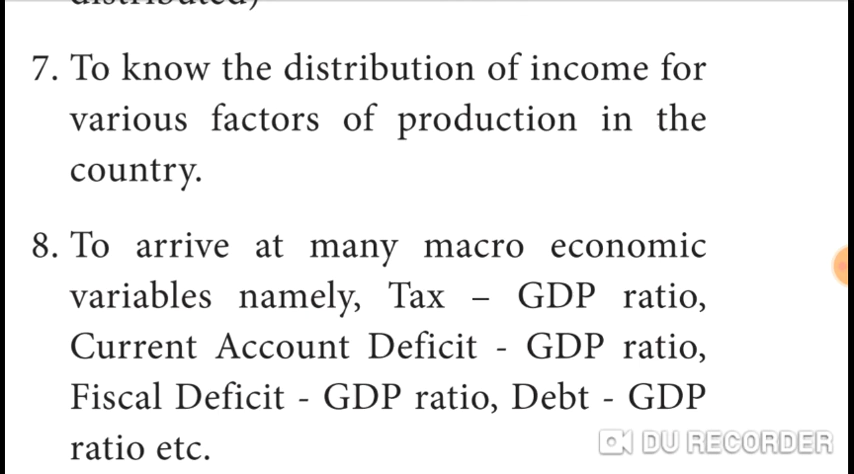 7. To know the distribution of income for
various factors of production in the
country.
8. To arrive at many macro economic
variables namely, Tax – GDP ratio,
Current Account Deficit - GDP ratio,
Fiscal Deficit - GDP ratio, Debt - GDP
ratio etc.
DU RECORDER